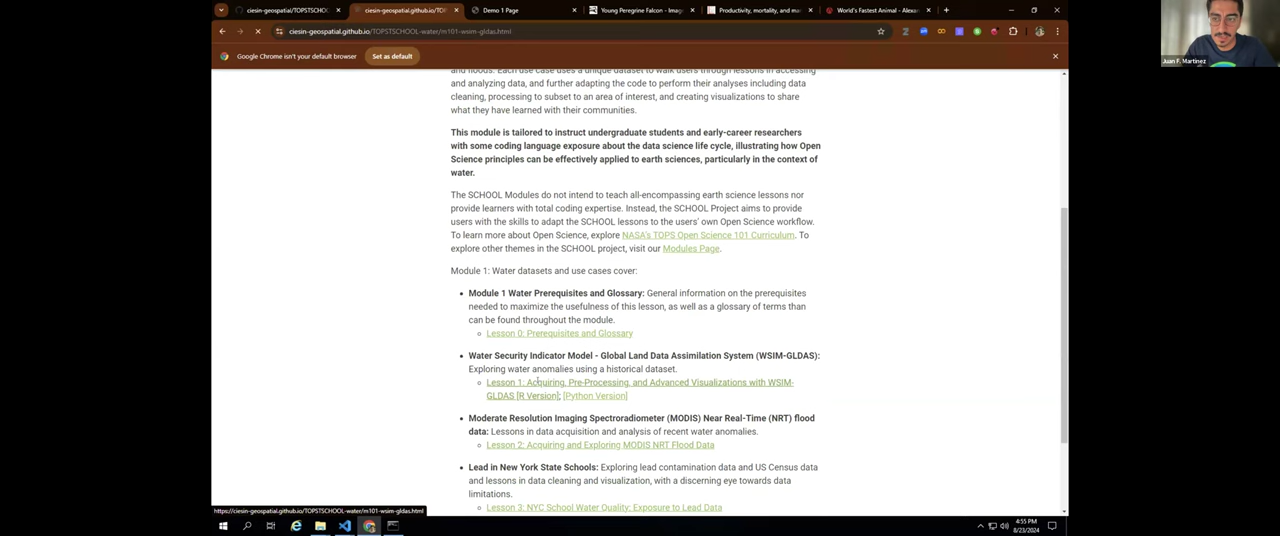 ciesin-geospatial/TOPSTSCHOO
ciesin-geospatial.github.io/TOP
Demo 1 Page
Young Peregrine Falcon - Imag
Productivity, mortality, and ma
World's Fastest Animal - Alexan
ciesin-geospatial.github.io/TOPSTSCHOOL-water/m101-wsim-gldas.html
Google Chrome isn't your default browser
Set as default
Juan F. Martinez
and floods. Each use case uses a unique dataset to walk users through lessons in accessing
and analyzing data, and further adapting the code to perform their analyses including data
cleaning, processing to subset to an area of interest, and creating visualizations to share
what they have learned with their communities.
This module is tailored to instruct undergraduate students and early-career researchers
with some coding language exposure about the data science life cycle, illustrating how Open
Science principles can be effectively applied to earth sciences, particularly in the context of
water.
The SCHOOL Modules do not intend to teach all-encompassing earth science lessons nor
provide learners with total coding expertise. Instead, the SCHOOL Project aims to provide
users with the skills to adapt the SCHOOL lessons to the users' own Open Science workflow.
To learn more about Open Science, explore NASA's TOPS Open Science 101 Curriculum. To
explore other themes in the SCHOOL project, visit our Modules Page.
Module 1: Water datasets and use cases cover:
Module 1 Water Prerequisites and Glossary: General information on the prerequisites
needed to maximize the usefulness of this lesson, as well as a glossary of terms than
can be found throughout the module.
Lesson 0: Prerequisites and Glossary
Water Security Indicator Model - Global Land Data Assimilation System (WSIM-GLDAS):
Exploring water anomalies using a historical dataset.
Lesson 1: Acquiring, Pre-Processing, and Advanced Visualizations with WSIM-
GLDAS [R Version]; [Python Version]
Moderate Resolution Imaging Spectroradiometer (MODIS) Near Real-Time (NRT) flood
data: Lessons in data acquisition and analysis of recent water anomalies.
Lesson 2: Acquiring and Exploring MODIS NRT Flood Data
Lead in New York State Schools: Exploring lead contamination data and US Census data
and lessons in data cleaning and visualization, with a discerning eye towards data
limitations.
Lesson 3: NYC School Water Quality: Exposure to Lead Data
https://ciesin-geospatial.github.io/TOPSTSCHOOL-water/m101-wsim-gldas.html
4:55 PM
8/23/2024